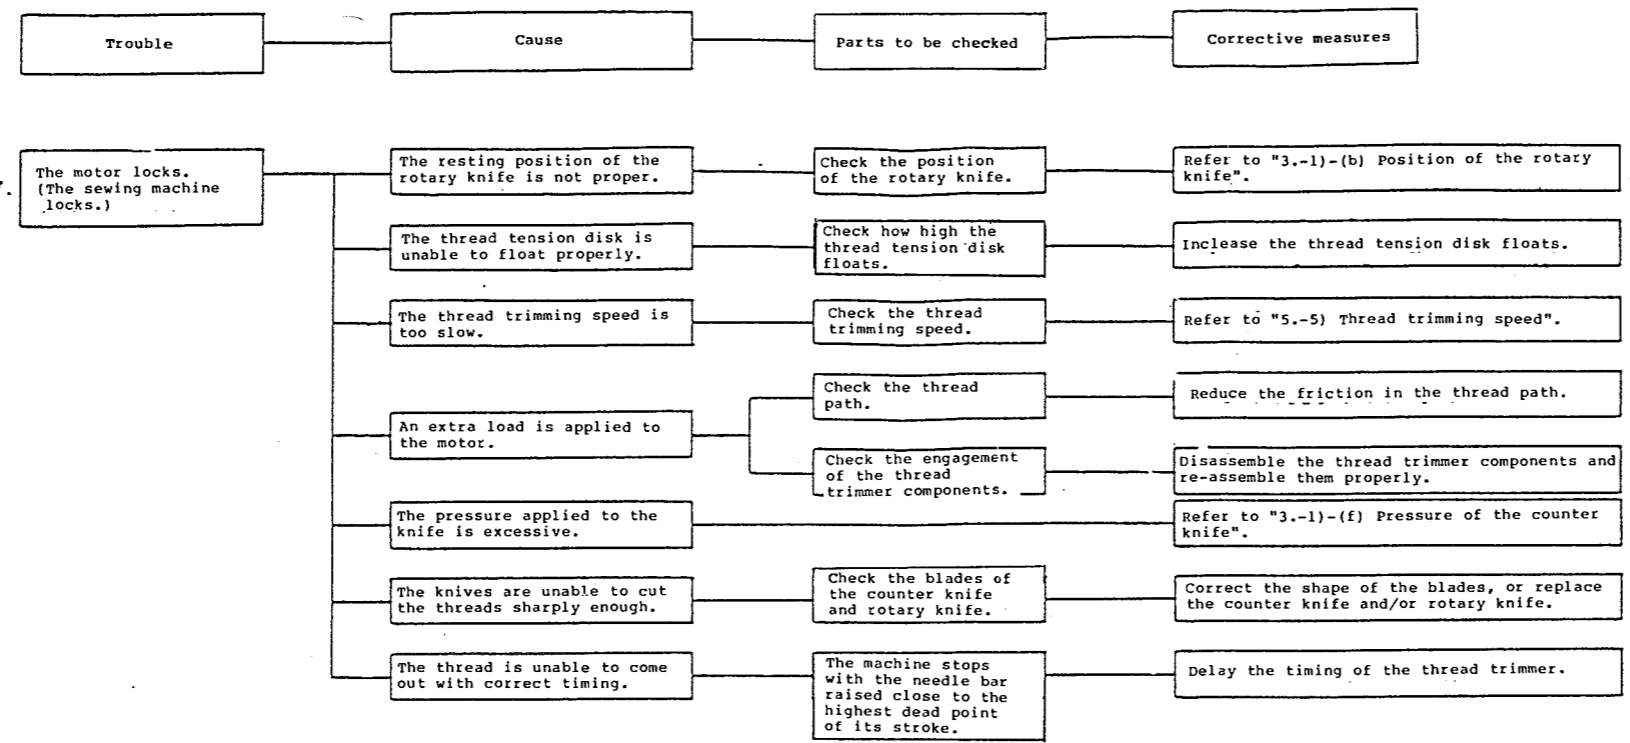 Trouble
Cause
Parts to be checked
Corrective measures
The motor locks.
(The sewing machine
locks.)
The resting position of the
rotary knife is not proper.
Check the position
of the rotary knife.
Refer to "3.-1)-(b) Position of the rotary
knife".
The thread tension disk is
unable to float properly.
Check how high the
thread tension disk
floats.
Inclease the thread tension disk floats.
The thread trimming speed is
too slow.
Check the thread
trimming speed.
Refer to "5.-5) Thread trimming speed".
An extra load is applied to
the motor.
Check the thread
path.
Reduce the friction in the thread path.
Check the engagement
of the thread
trimmer components.
Disassemble the thread trimmer components and
re-assemble them properly.
The pressure applied to the
knife is excessive.
Refer to "3.-1)-(f) Pressure of the counter
knife".
The knives are unable to cut
the threads sharply enough.
Check the blades of
the counter knife
and rotary knife.
Correct the shape of the blades, or replace
the counter knife and/or rotary knife.
The thread is unable to come
out with correct timing.
The machine stops
with the needle bar
raised close to the
highest dead point
of its stroke.
Delay the timing of the thread trimmer.